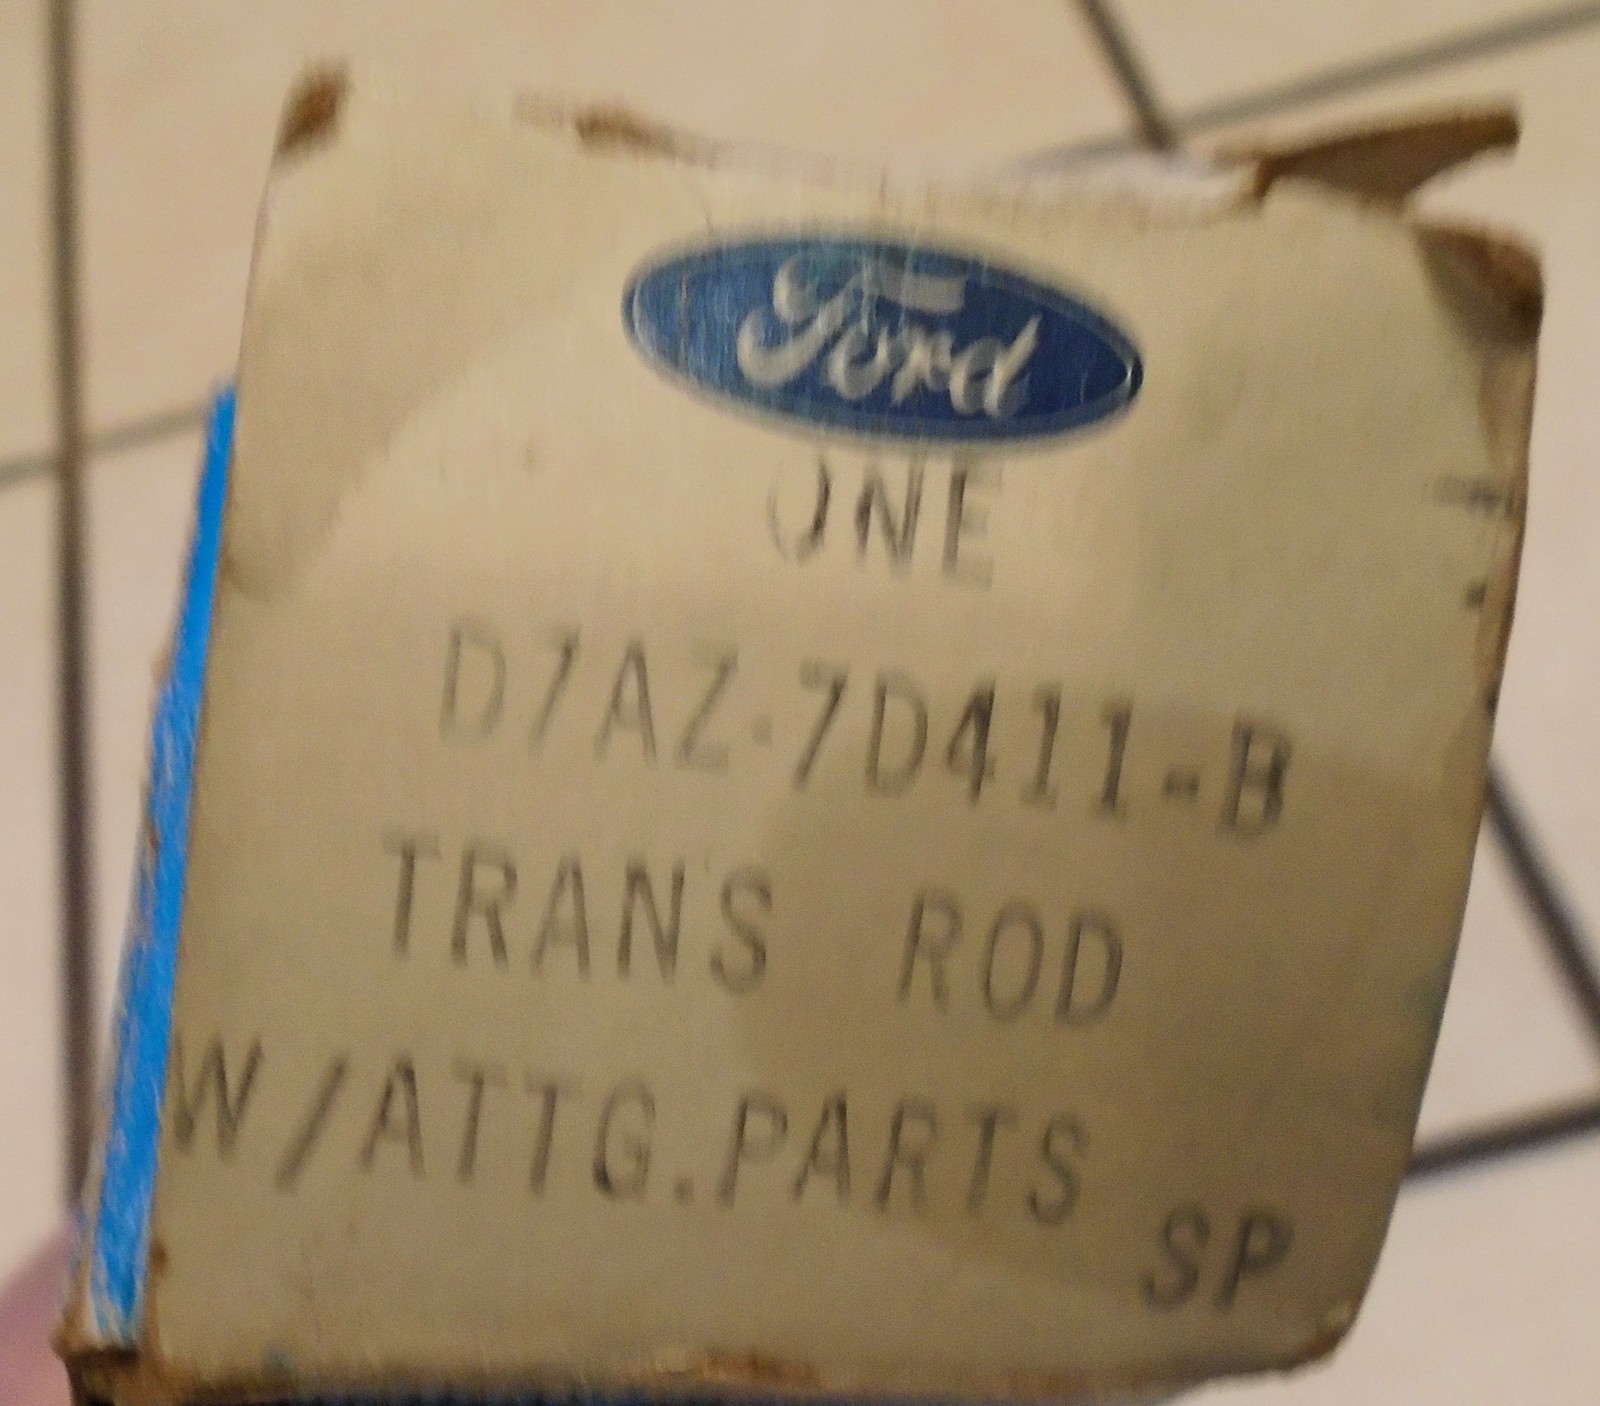 Ford
ONE
D7AZ-7D411-B
TRANS ROD
W/ATTG.PARTS
SP